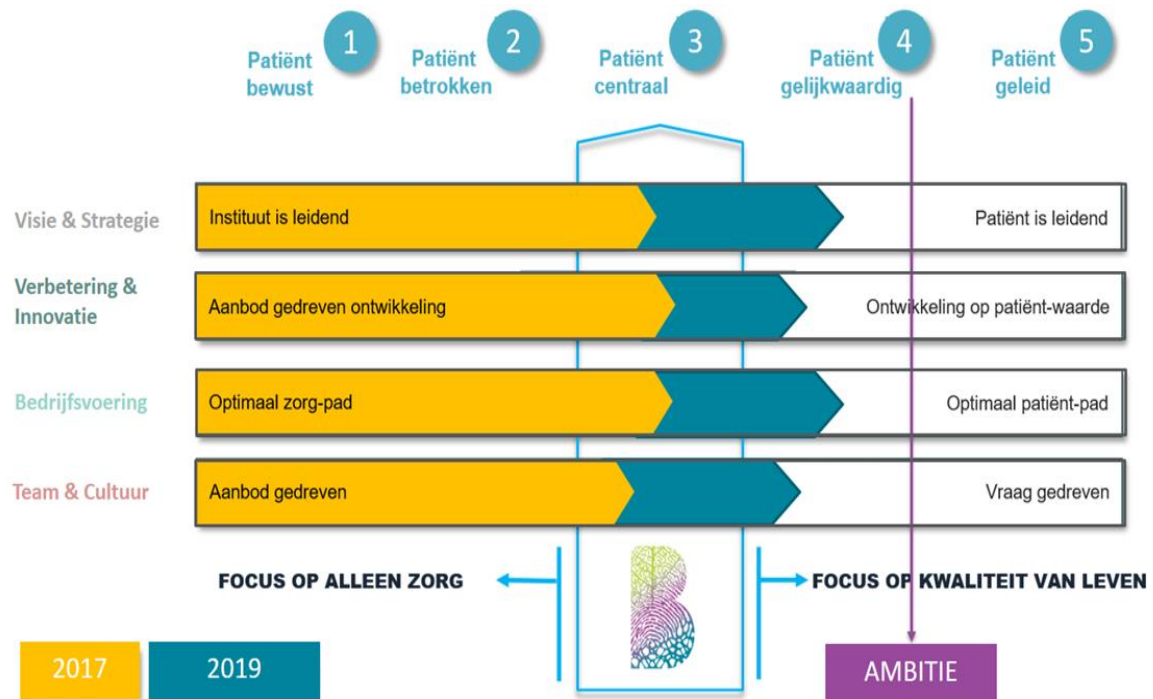 1
Patiënt
bewust
2
Patiënt
betrokken
3
Patiënt
centraal
4
Patiënt
gelijkwaardig
5
Patiënt
geleid
Visie & Strategie
Instituut is leidend
Patiënt is leidend
Verbetering &
Innovatie
Aanbod gedreven ontwikkeling
Ontwikkeling op patiënt-waarde
Bedrijfsvoering
Optimaal zorg-pad
Optimaal patiënt-pad
Team & Cultuur
Aanbod gedreven
Vraag gedreven
FOCUS OP ALLEEN ZORG
B
FOCUS OP KWALITEIT VAN LEVEN
2017
2019
AMBITIE